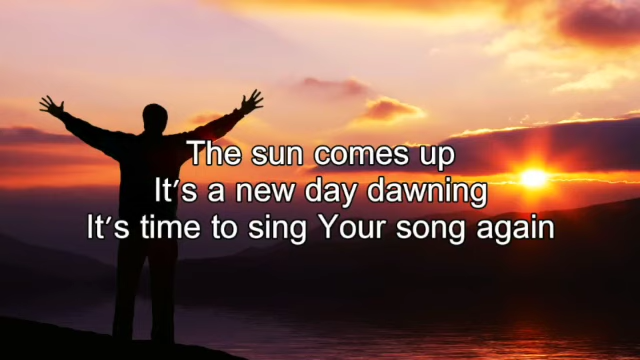 The sun comes up
It's a new day dawning
It's time to sing Your song again